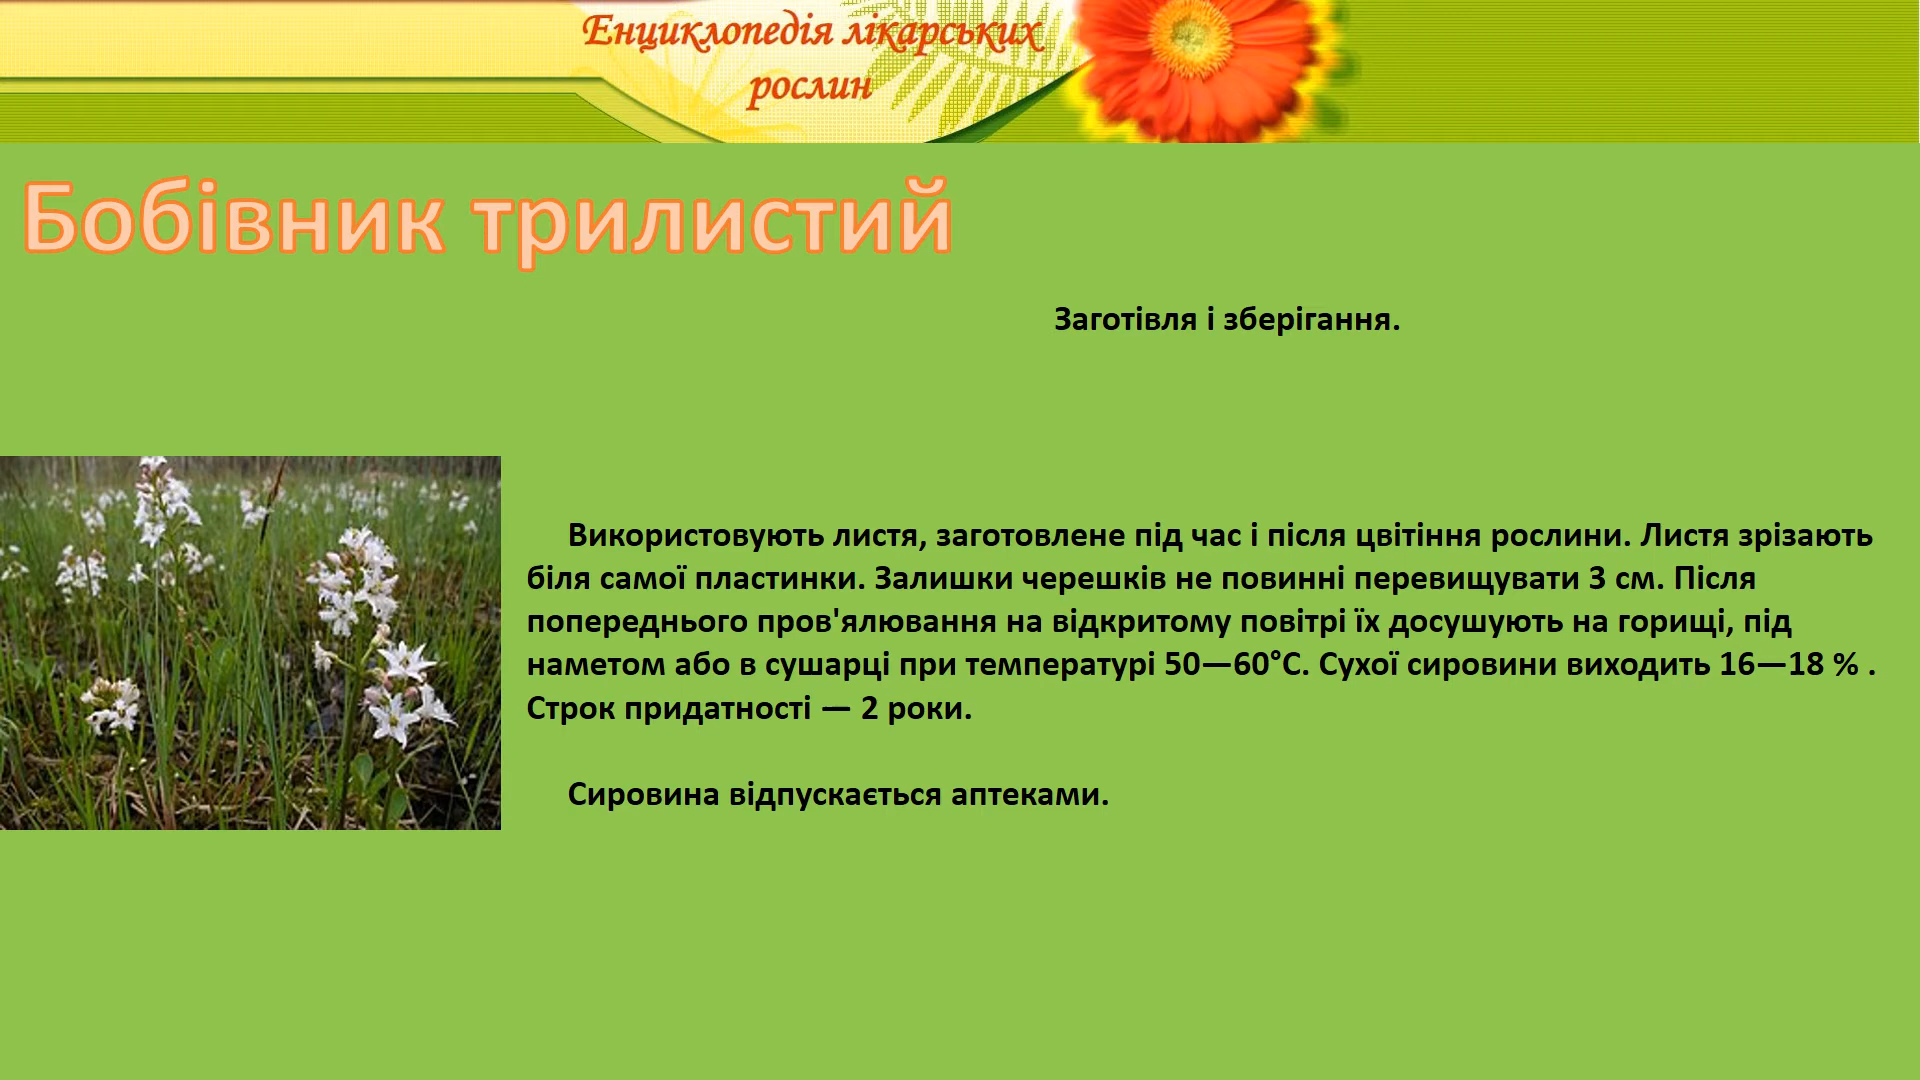 Енциклопедія лікарських
рослин
Бобівник трилистий
Заготівля і зберігання.
Використовують листя, заготовлене під час і після цвітіння рослини. Листя зрізають
біля самої пластинки. Залишки черешків не повинні перевищувати 3 см. Після
попереднього пров'ялювання на відкритому повітрі їх досушують на горищі, під
наметом або в сушарці при температурі 50—60°С. Сухої сировини виходить 16—18 % .
Строк придатності — 2 роки.
Сировина відпускається аптеками.